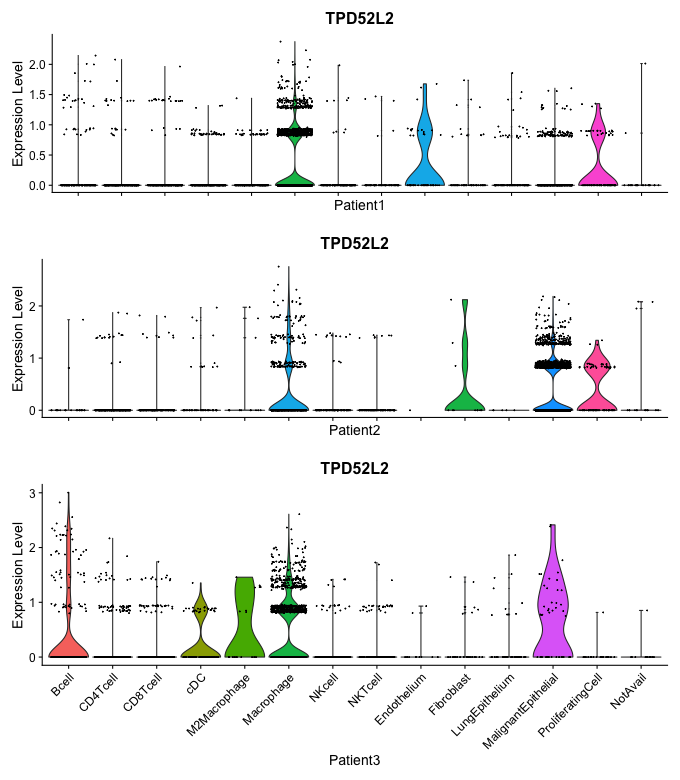 TPD52L2
Expression Level
2.0
1.5
1.0
0.5
0.0
Patient1
TPD52L2
Expression Level
2
1
0
Patient2
TPD52L2
Expression Level
3
2
1
0
Bcell
CD4Tcell
CD8Tcell
cDC
M2Macrophage
Macrophage
NKcell
NKTcell
Endothelium
Fibroblast
LungEpithelium
MalignantEpithelial
ProliferatingCell
NotAvail
Patient3